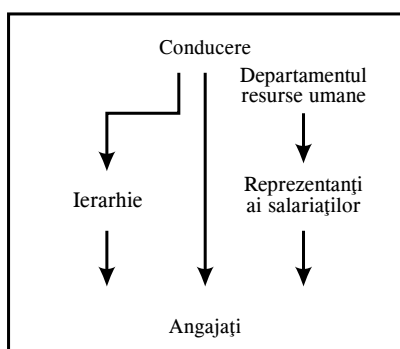 Conducere
Departamentul
resurse umane
Ierarhie
Reprezentanţi
ai salariaţilor
Angajaţi